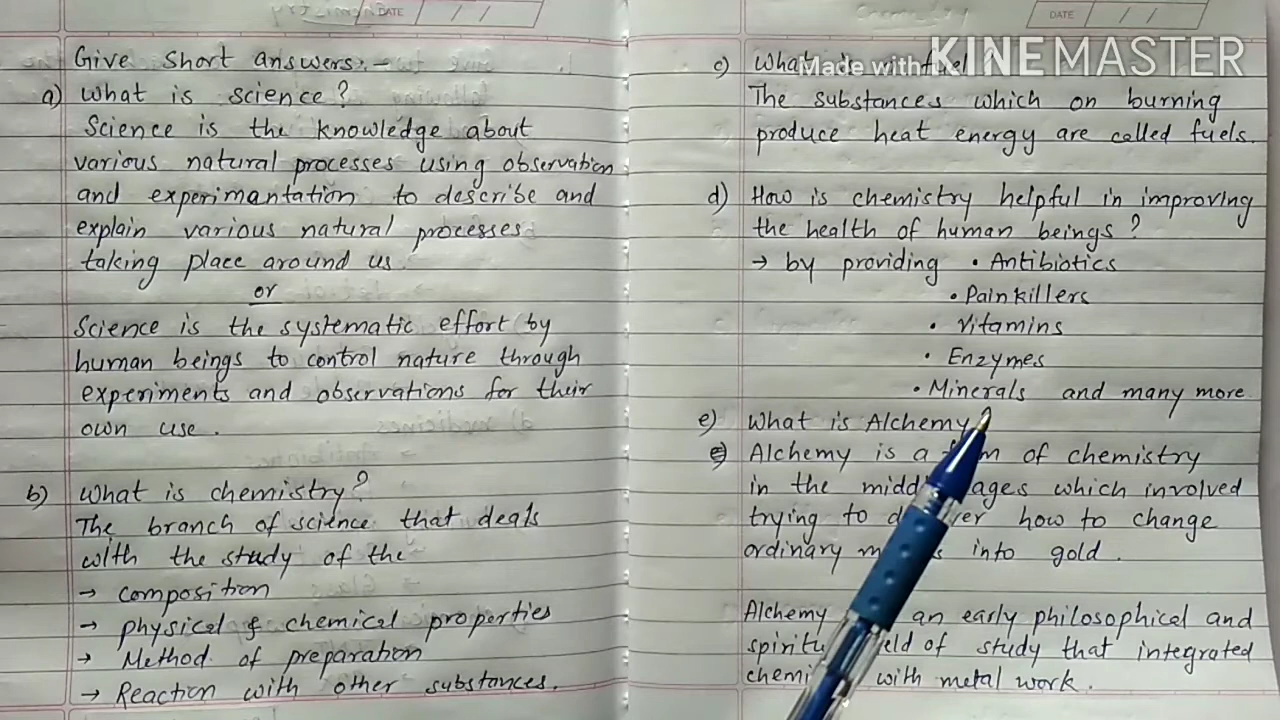 DATE / /
Give short answers:-
a) What is science?
Science is the knowledge about
various natural processes using observation
and experimantation to describe and
explain various natural processes
taking place around us.
or
Science is the systematic effort by
human beings to control nature through
experiments and observations for their
own use.
b) What is chemistry?
The branch of science that deals
with the study of the
→ composition
→ physical & chemical properties
→ Method of preparation
→ Reaction with other substances.
DATE / /
Made with KINEMASTER
c) What fuel?
The substances which on burning
produce heat energy are called fuels.
d) How is chemistry helpful in improving
the health of human beings?
→ by providing • Antibiotics
• Painkillers
• Vitamins
• Enzymes
• Minerals and many more
e) What is Alchemy?
e) Alchemy is a of chemistry
in the ages which involved
trying to how to change
ordinary into gold.
Alchemy an early philosophical and
of study that integrated
with metal work.